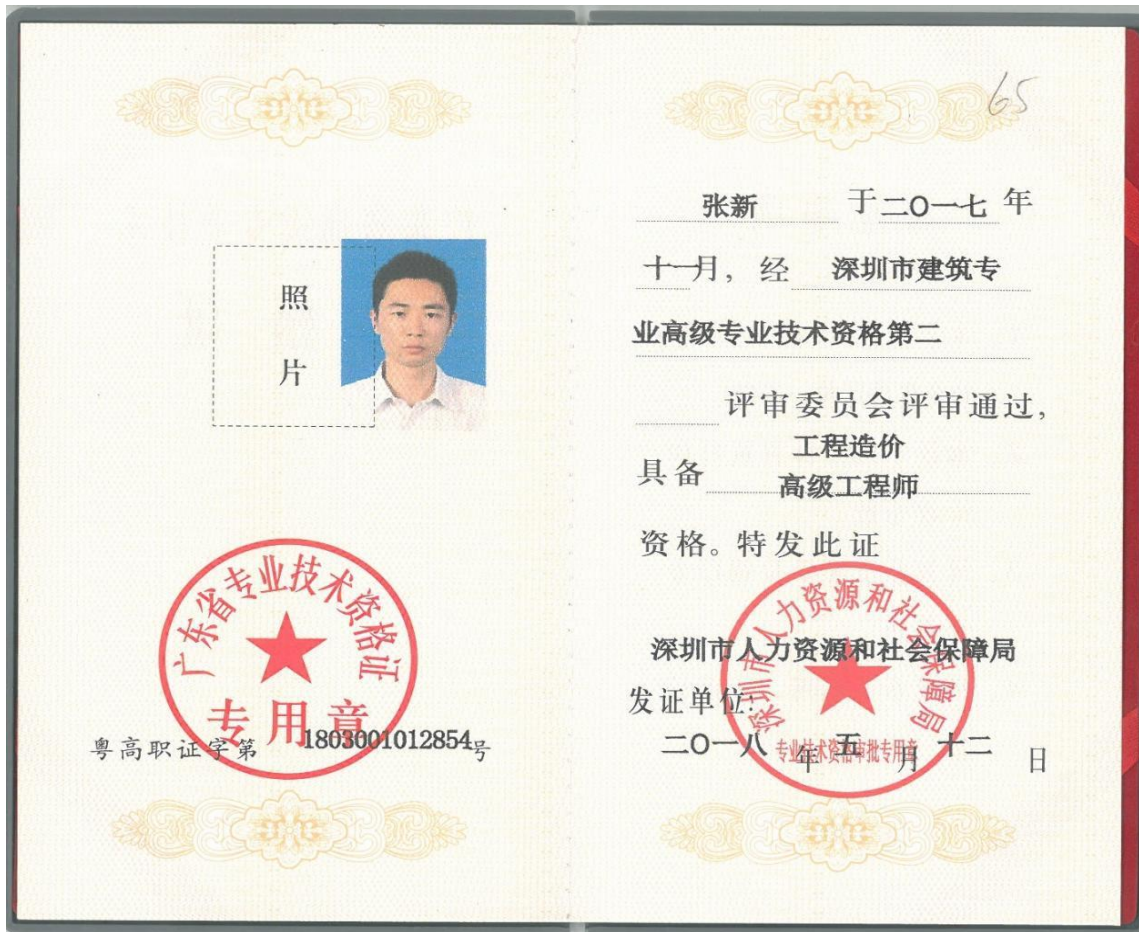 照
片
广东省专业技术资格证
专用章
粤高职证字第 1803001012854号
65
张新 于二〇一七年
十一月，经 深圳市建筑专
业高级专业技术资格第二
评审委员会评审通过，
工程造价
具备 高级工程师
资格。特发此证
深圳市人力资源和社会保障局
深圳市人力资源和社会保障局
发证单位：
二〇一八年五月十二日
专业技术资格审批专用章